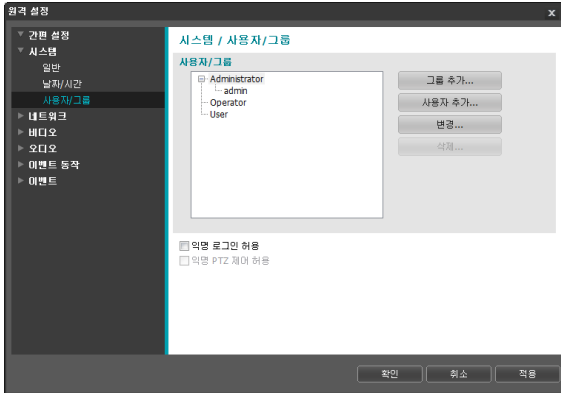 원격 설정
x
간편 설정
시스템
일반
날짜/시간
사용자/그룹
네트워크
비디오
오디오
이벤트 동작
이벤트
시스템 / 사용자/그룹
사용자/그룹
Administrator
admin
Operator
User
그룹 추가...
사용자 추가...
변경...
삭제...
익명 로그인 허용
익명 PTZ 제어 허용
확인
취소
적용